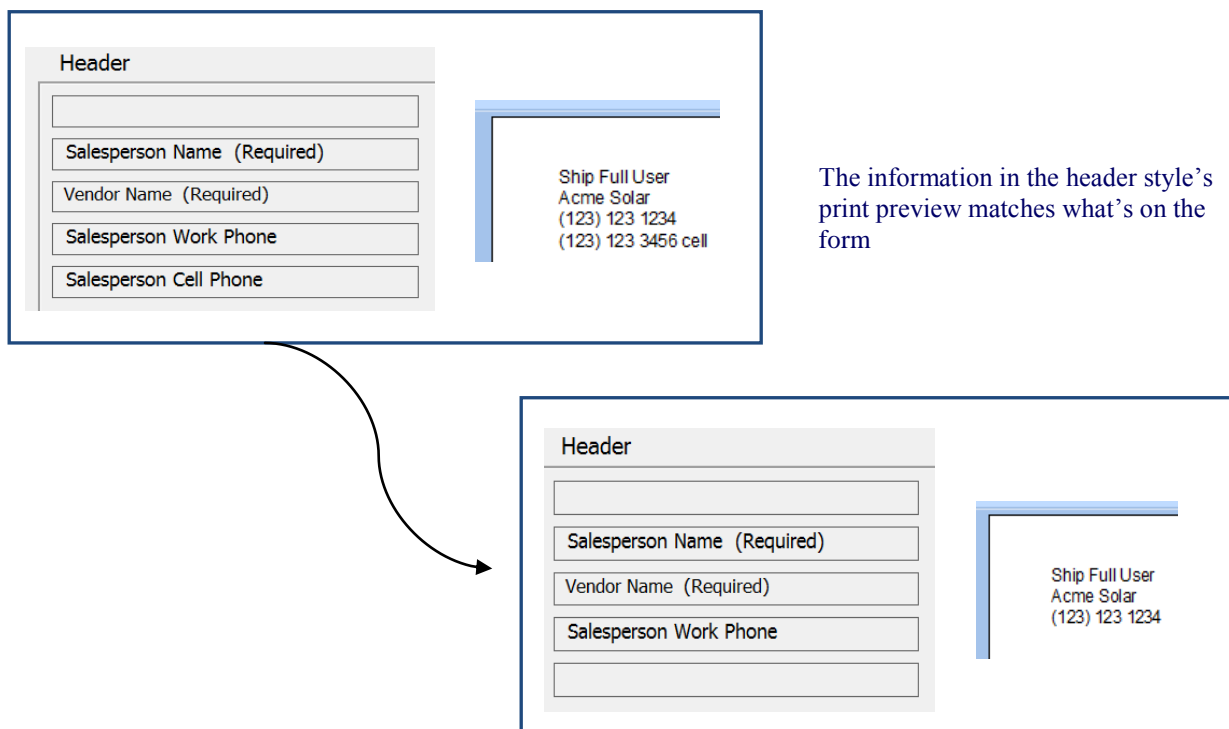 Header
Salesperson Name (Required)
Vendor Name (Required)
Salesperson Work Phone
Salesperson Cell Phone
Ship Full User
Acme Solar
(123) 123 1234
(123) 123 3456 cell
The information in the header style’s
print preview matches what’s on the
form
Header
Salesperson Name (Required)
Vendor Name (Required)
Salesperson Work Phone
Ship Full User
Acme Solar
(123) 123 1234